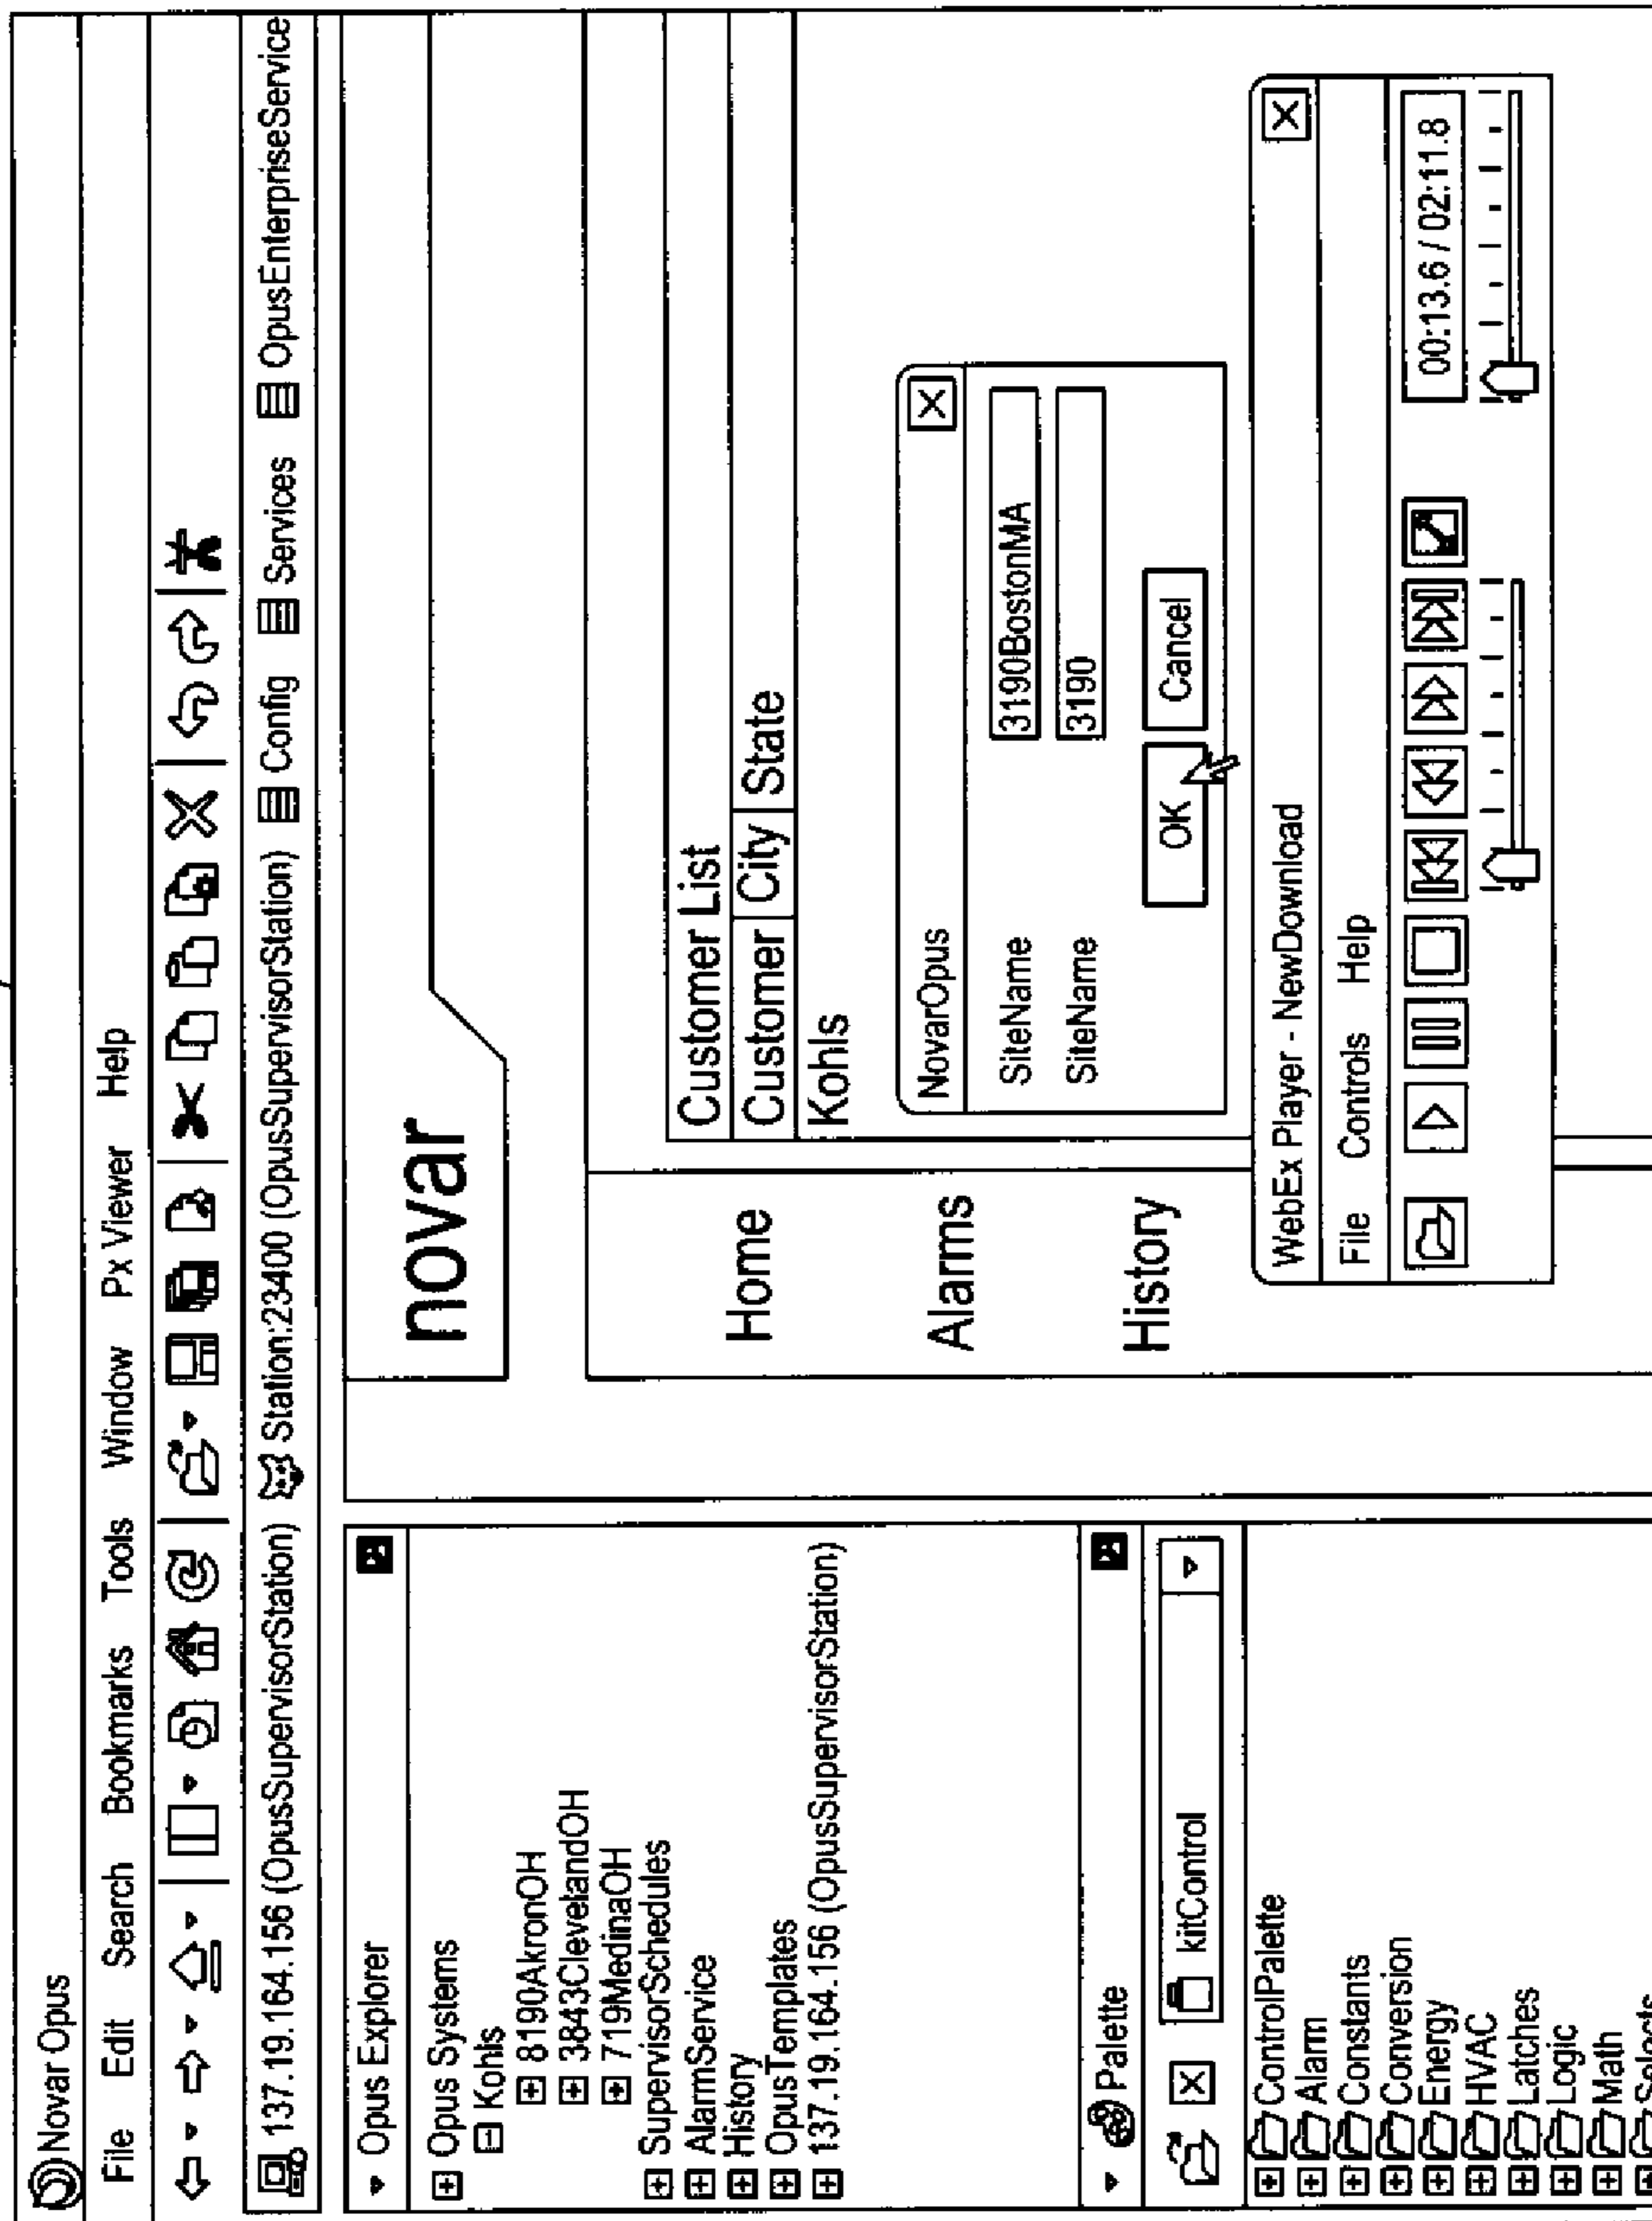 Novar Opus
File Edit Search Bookmarks Tools Window Px Viewer Help
137.19.164.156 (OpusSupervisorStation) Station:23400 (OpusSupervisorStation) Config Services OpusEnterpriseService
Opus Explorer
Opus Systems
Kohls
8190AkronOH
3843ClevelandOH
719MedinaOH
SupervisorSchedules
AlarmService
History
OpusTemplates
137.19.164.156 (OpusSupervisorStation)
Palette
kitControl
ControlPalette
Alarm
Constants
Conversion
Energy
HVAC
Latches
Logic
Math
Selects
novar
Home
Alarms
History
Customer List
Customer City State
Kohls
NovarOpus
SiteName 3190BostonMA
SiteName 3190
OK Cancel
WebEx Player - NewDownload
File Controls Help
00:13.6 / 02:11.8